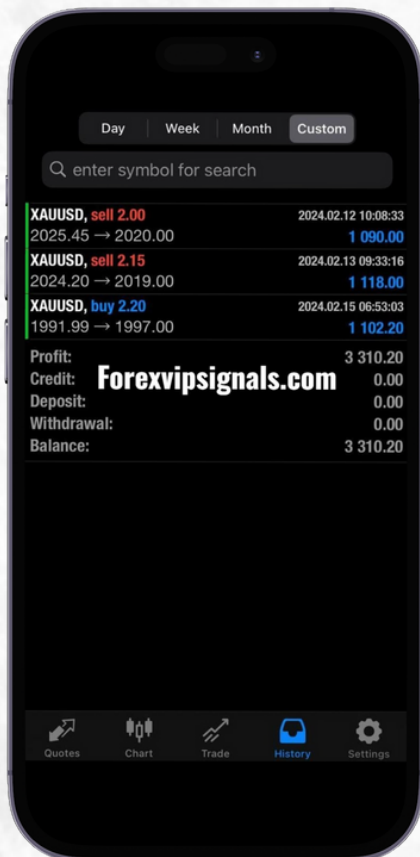 Day Week Month Custom
enter symbol for search
XAUUSD, sell 2.00 2024.02.12 10:08:33
2025.45 → 2020.00 1 090.00
XAUUSD, sell 2.15 2024.02.13 09:33:16
2024.20 → 2019.00 1 118.00
XAUUSD, buy 2.20 2024.02.15 06:53:03
1991.99 → 1997.00 1 102.20
Profit: 3 310.20
Credit: 0.00
Forexvipsignals.com
Deposit: 0.00
Withdrawal: 0.00
Balance: 3 310.20
Quotes Chart Trade History Settings